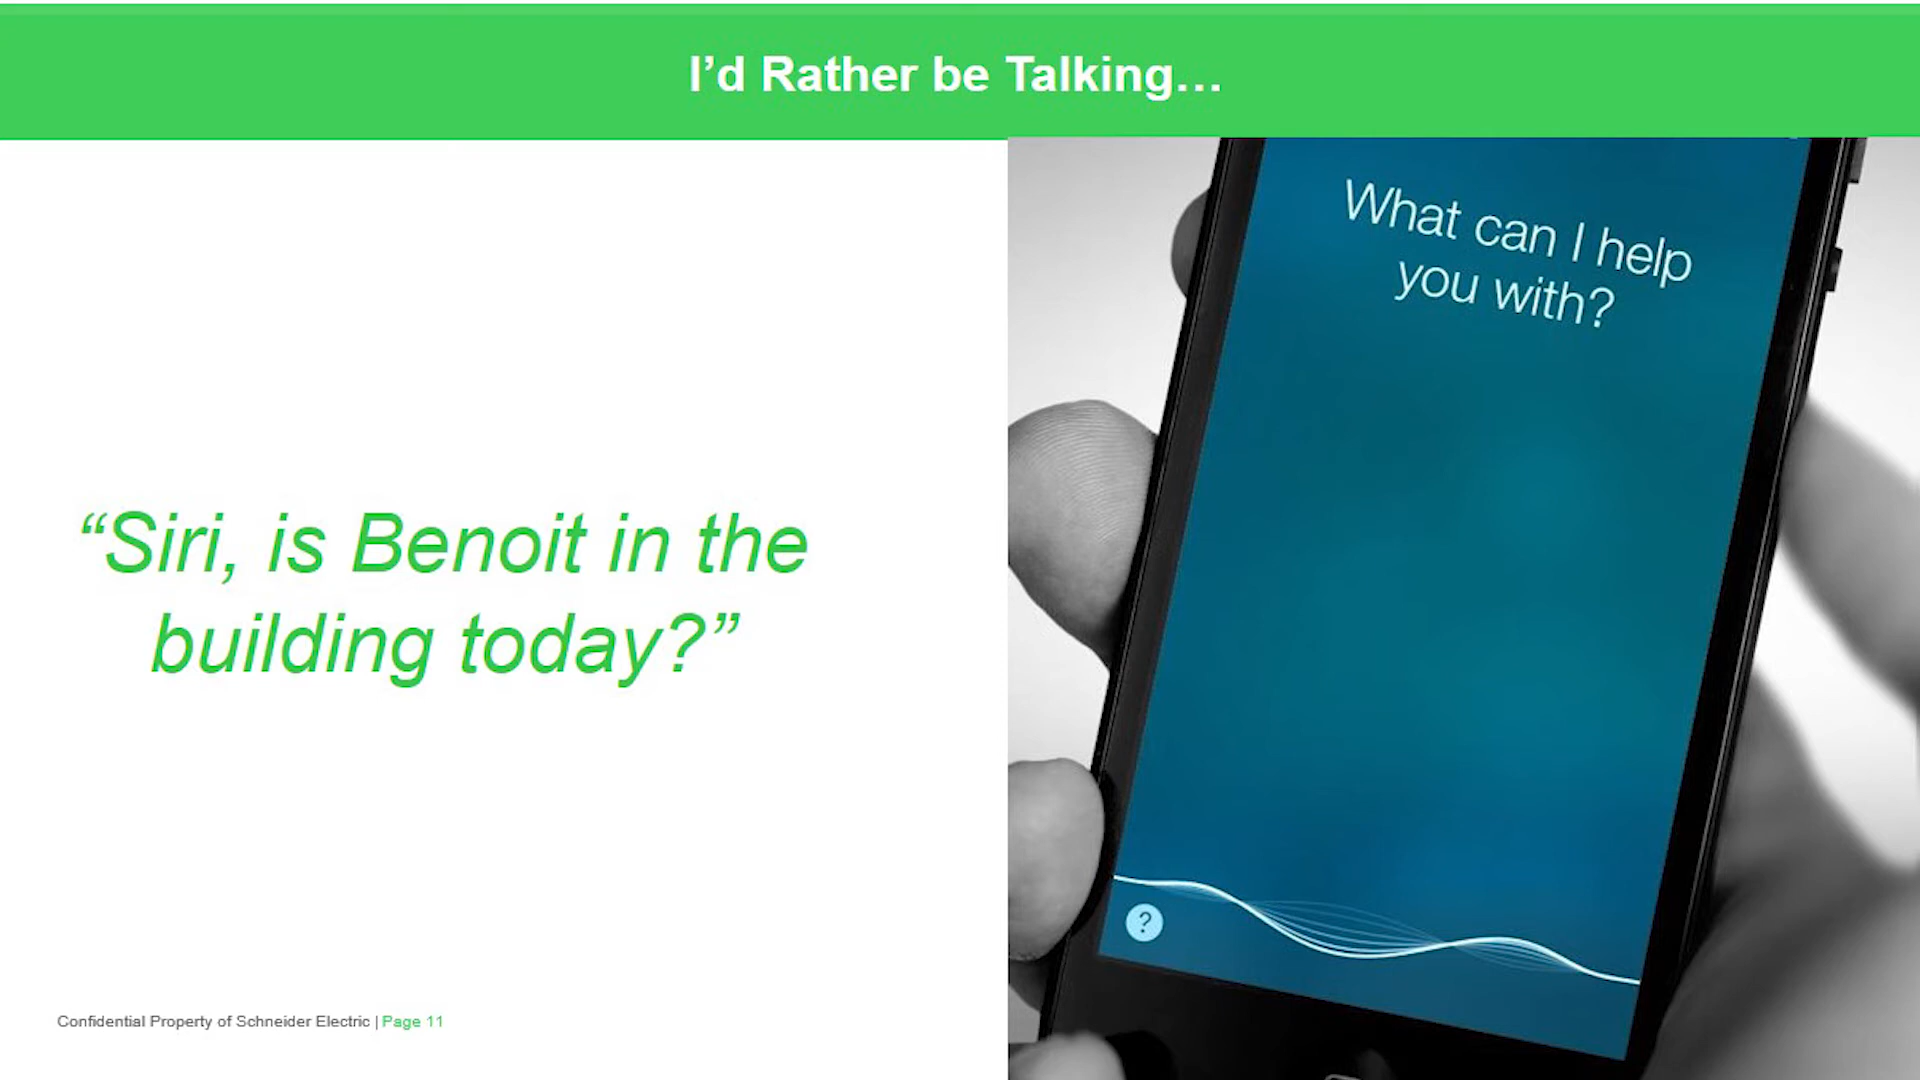 I’d Rather be Talking…
What can I help
you with?
“Siri, is Benoit in the
building today?”
?
Confidential Property of Schneider Electric | Page 11